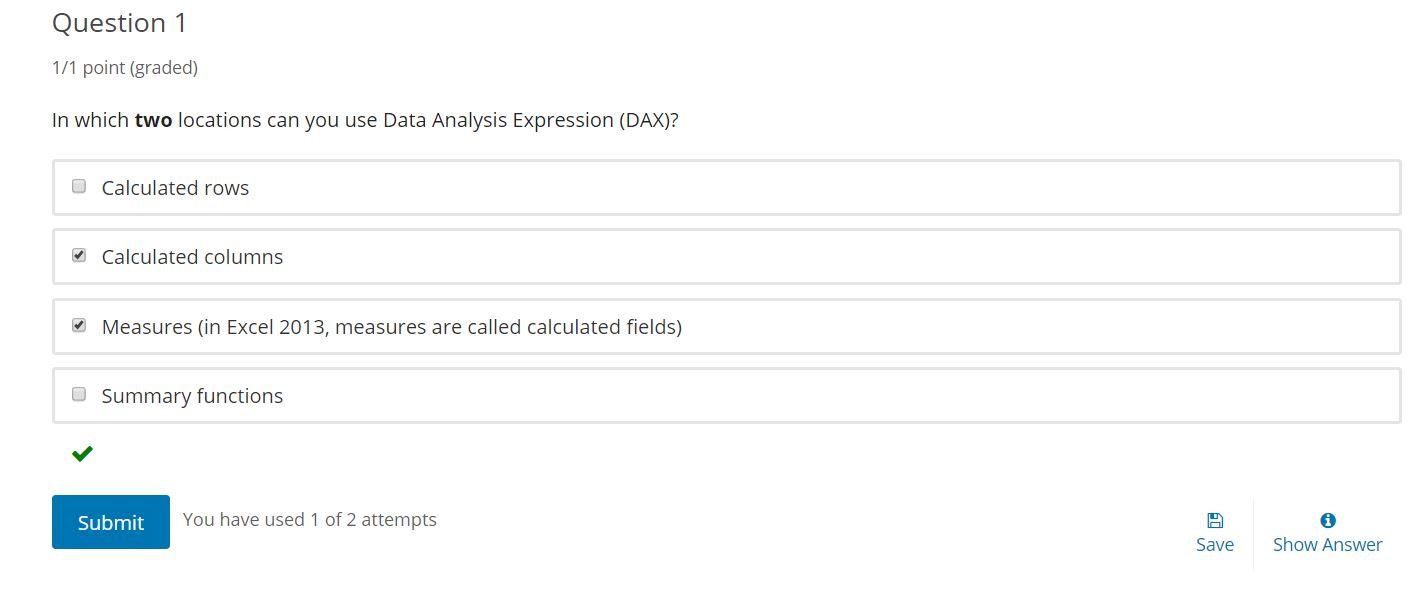 Question 1
1/1 point (graded)
In which two locations can you use Data Analysis Expression (DAX)?
Calculated rows
Calculated columns
Measures (in Excel 2013, measures are called calculated fields)
Summary functions
Submit You have used 1 of 2 attempts
Save Show Answer